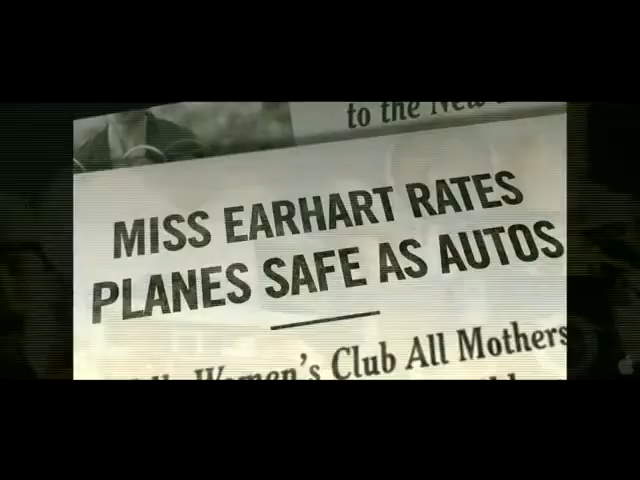 to the New
MISS EARHART RATES
PLANES SAFE AS AUTOS
Women's Club All Mothers